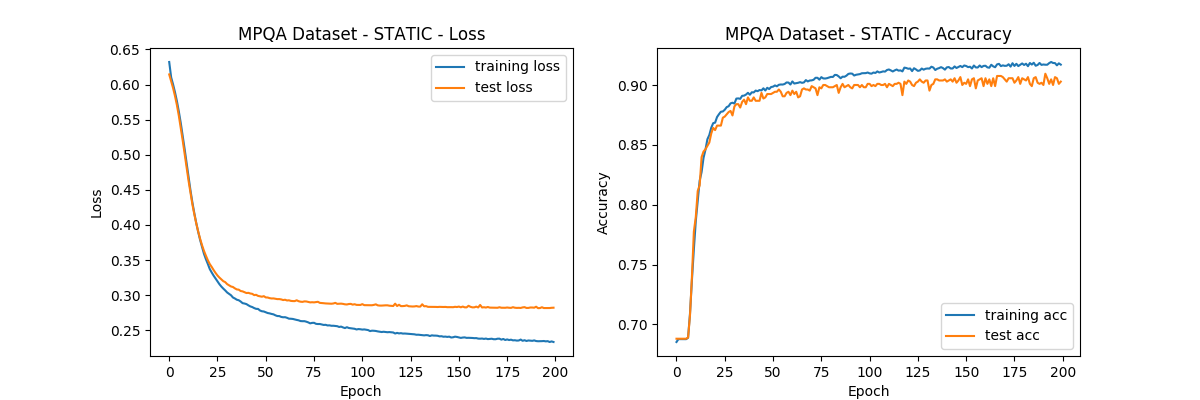 MPQA Dataset - STATIC - Loss
0.65
0.60
0.55
0.50
0.45
0.40
0.35
0.30
0.25
Loss
0 25 50 75 100 125 150 175 200
Epoch
training loss
test loss
MPQA Dataset - STATIC - Accuracy
0.90
0.85
0.80
0.75
0.70
Accuracy
0 25 50 75 100 125 150 175 200
Epoch
training acc
test acc